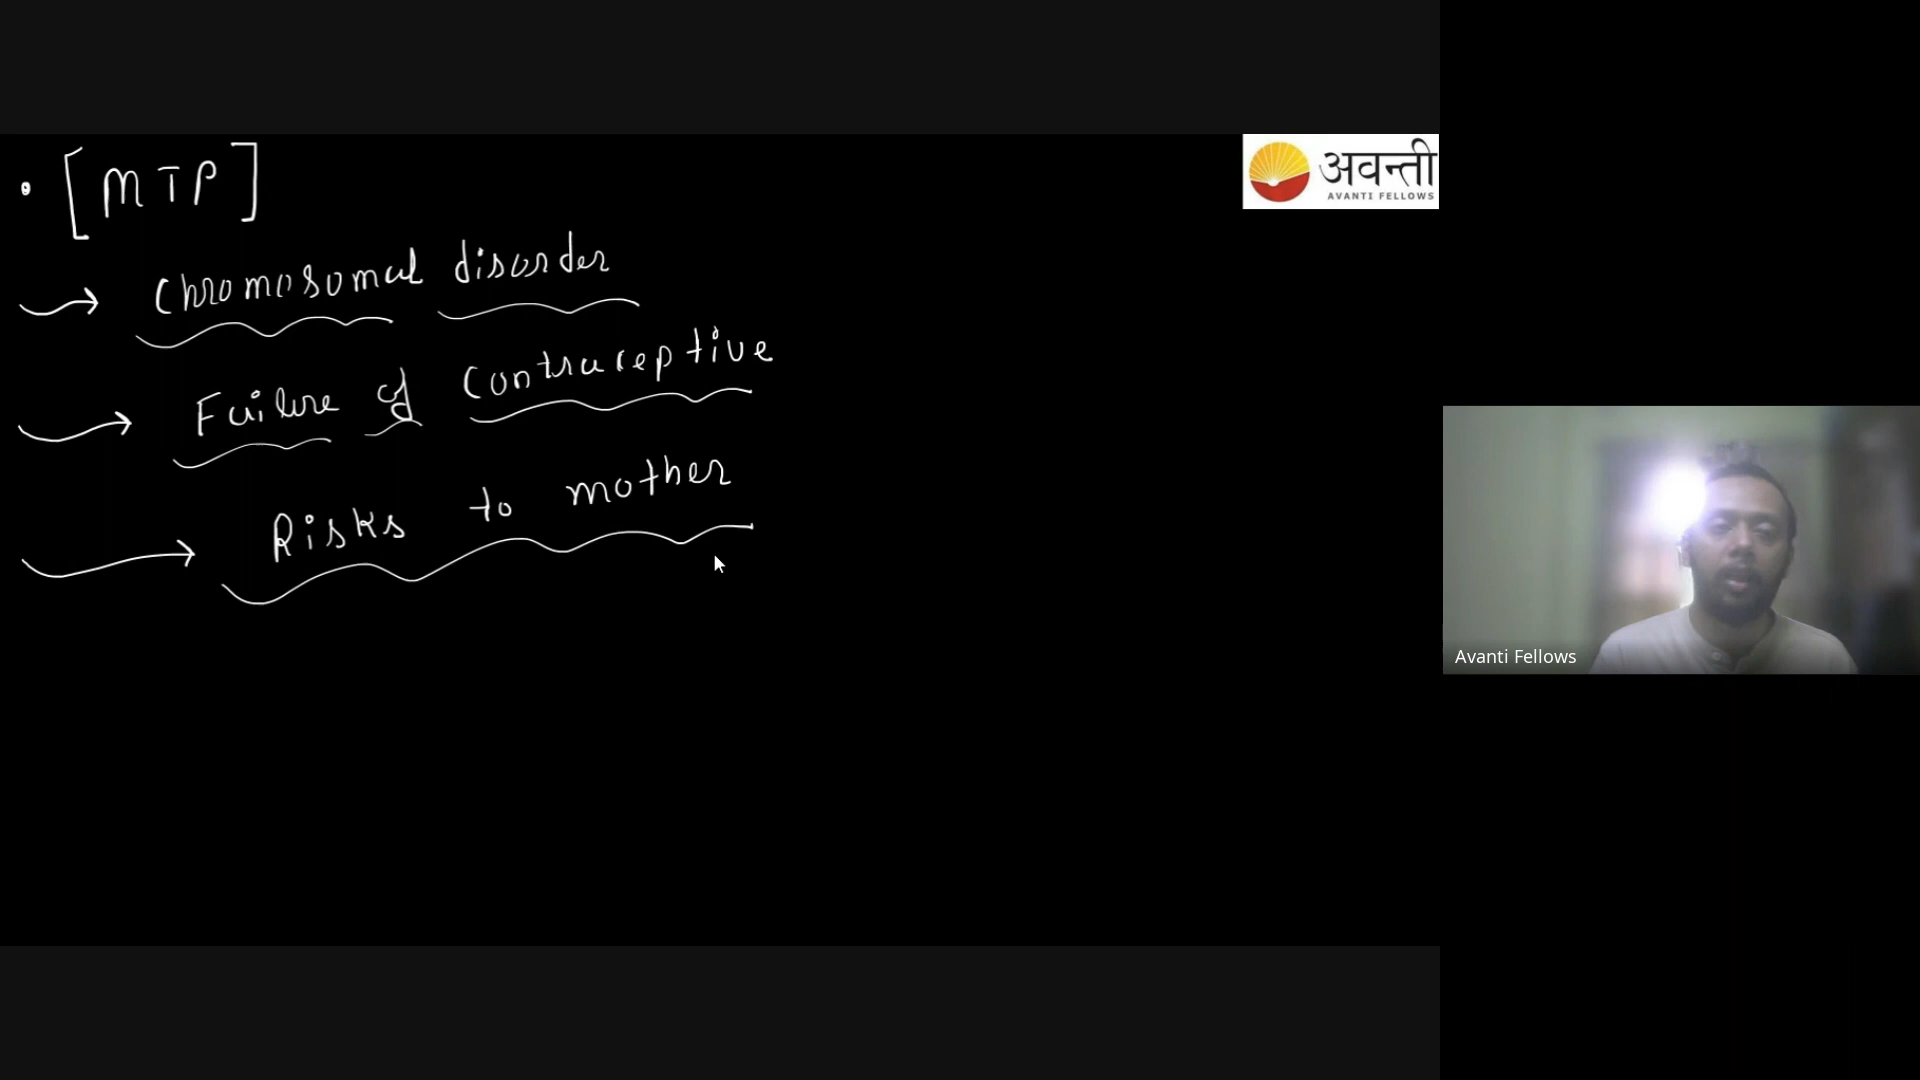 [MTP]
Chromosomal disorder
Failure of Contraceptive
Risks to mother
अवन्ती
AVANTI FELLOWS
Avanti Fellows